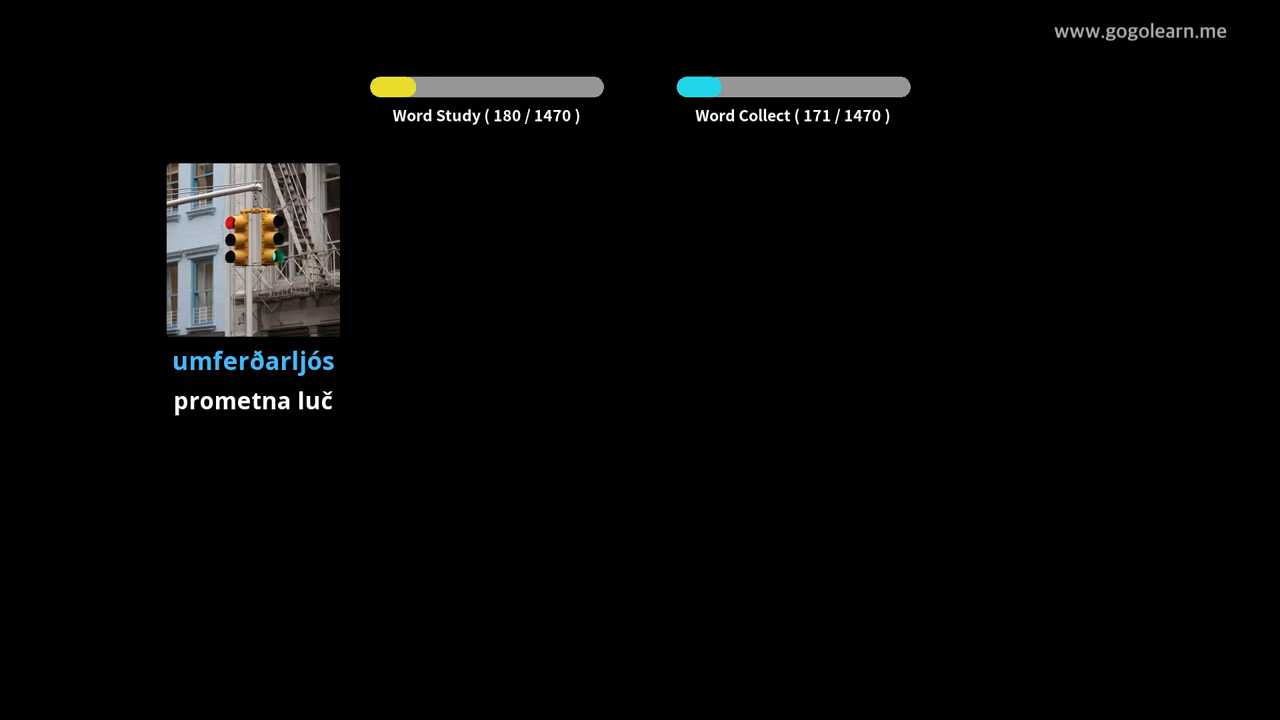 www.gogolearn.me
Word Study ( 180 / 1470 )
Word Collect ( 171 / 1470 )
umferðarljós
prometna luč